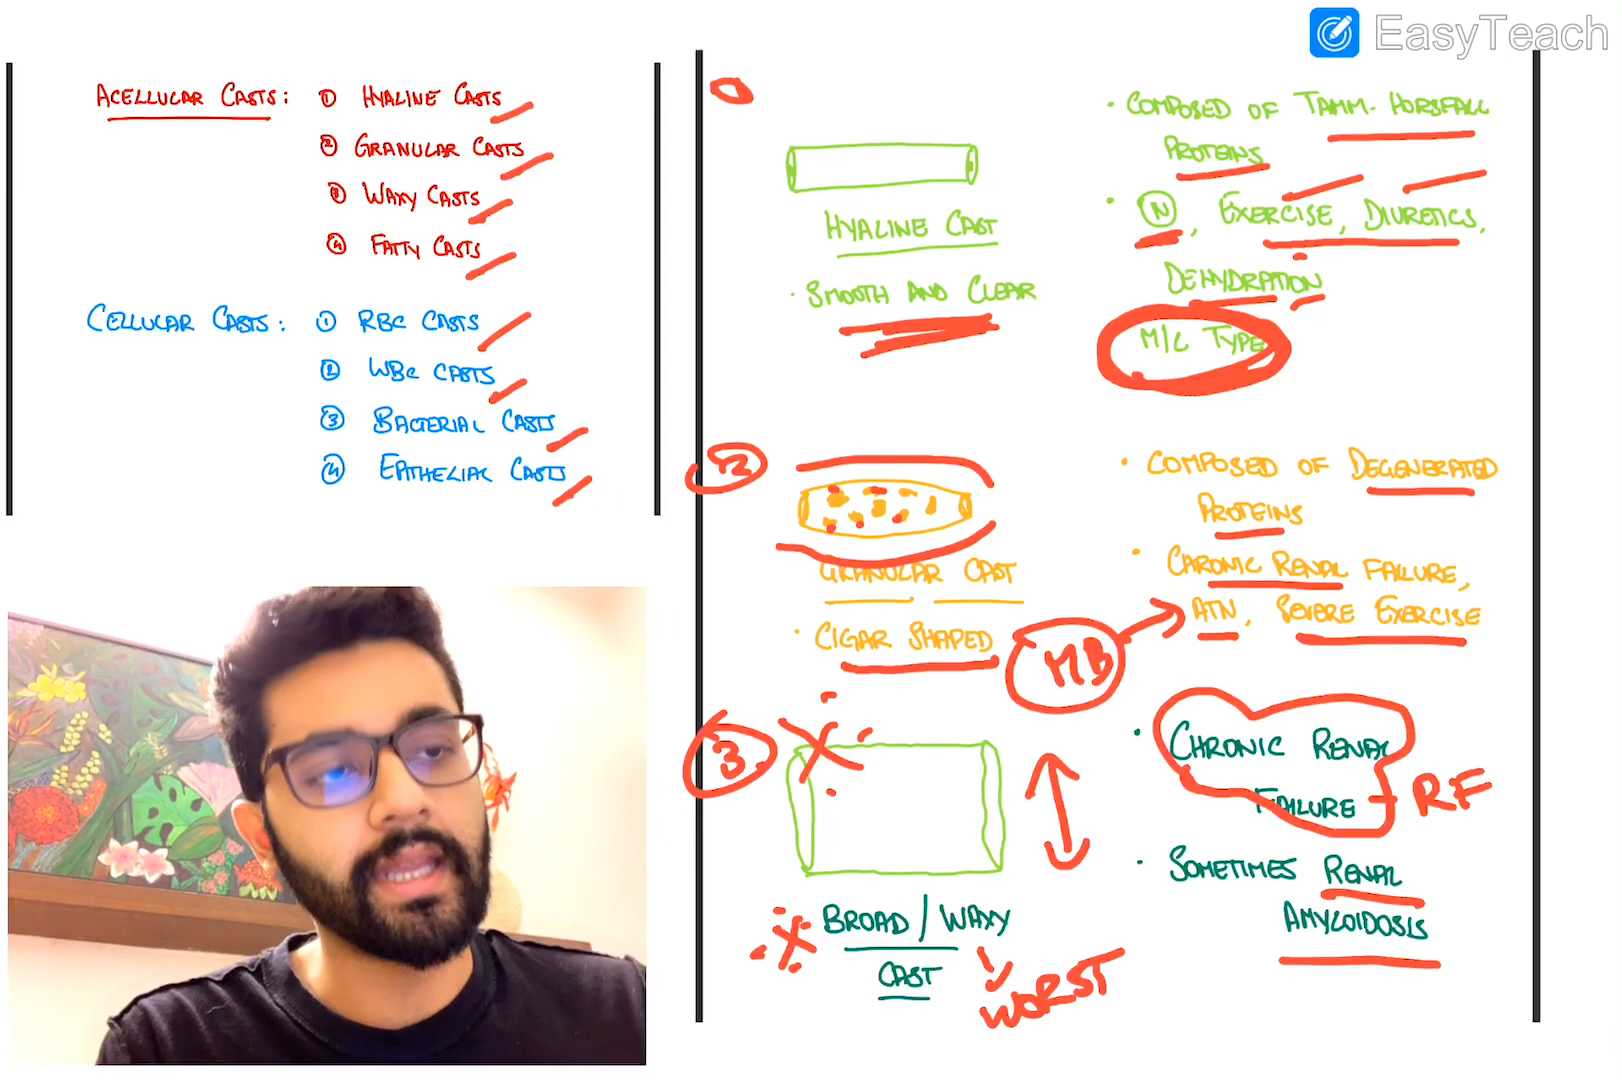 EasyTeach
ACELLULAR CASTS: ① HYALINE CASTS
② GRANULAR CASTS
③ WAXY CASTS
④ FATTY CASTS
CELLULAR CASTS: ① RBC CASTS
② WBC CASTS
③ BACTERIAL CASTS
④ EPITHELIAL CASTS
HYALINE CAST
· SMOOTH AND CLEAR
· COMPOSED OF TAMM-HORSFALL
PROTEINS
· N, EXERCISE, DIURETICS,
DEHYDRATION
M/C TYPE
2
GRANULAR CAST
· CIGAR SHAPED
· COMPOSED OF DEGENERATED
PROTEINS
· CHRONIC RENAL FAILURE,
ATN, SEVERE EXERCISE
MB
3
BROAD/WAXY
CAST
WORST
· CHRONIC RENAL
FAILURE
RF
· SOMETIMES RENAL
AMYLOIDOSIS